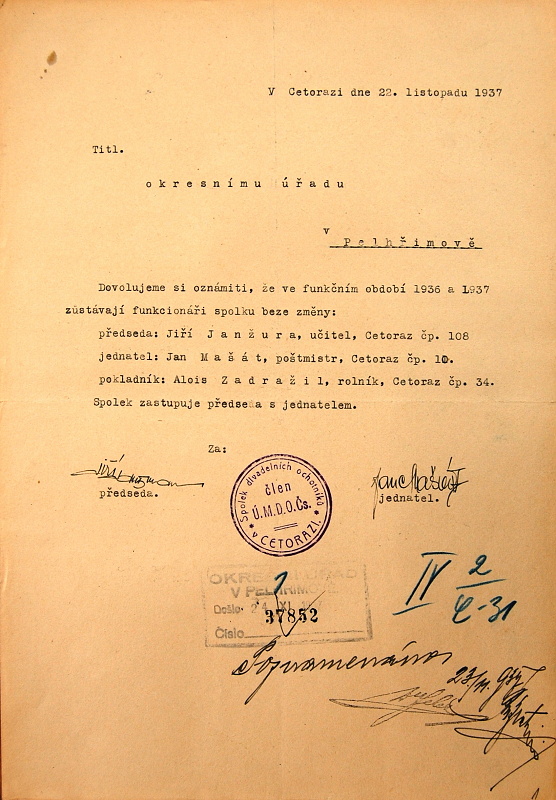 V Cetorazi dne 22. listopadu 1937
Titl.
okresnímu úřadu
v
Pelhřimově
Dovolujeme si oznámiti, že ve funkčním období 1936 a 1937
zůstávají funkcionáři spolku beze změny:
předseda: Jiří Janžura, učitel, Cetoraz čp. 108
jednatel: Jan Mašát, poštmistr, Cetoraz čp. 10.
pokladník: Alois Zadražil, rolník, Cetoraz čp. 34.
Spolek zastupuje předseda s jednatelem.
Za:
předseda.
jednatel.
Spolek divadelních ochotníků
člen
Ú.M.D.O.Čs.
v CETORAZI.
OKRESNÍ ÚŘAD
V PELHŘIMOVĚ
Došlo 24 XI
37852
Číslo
IV 2